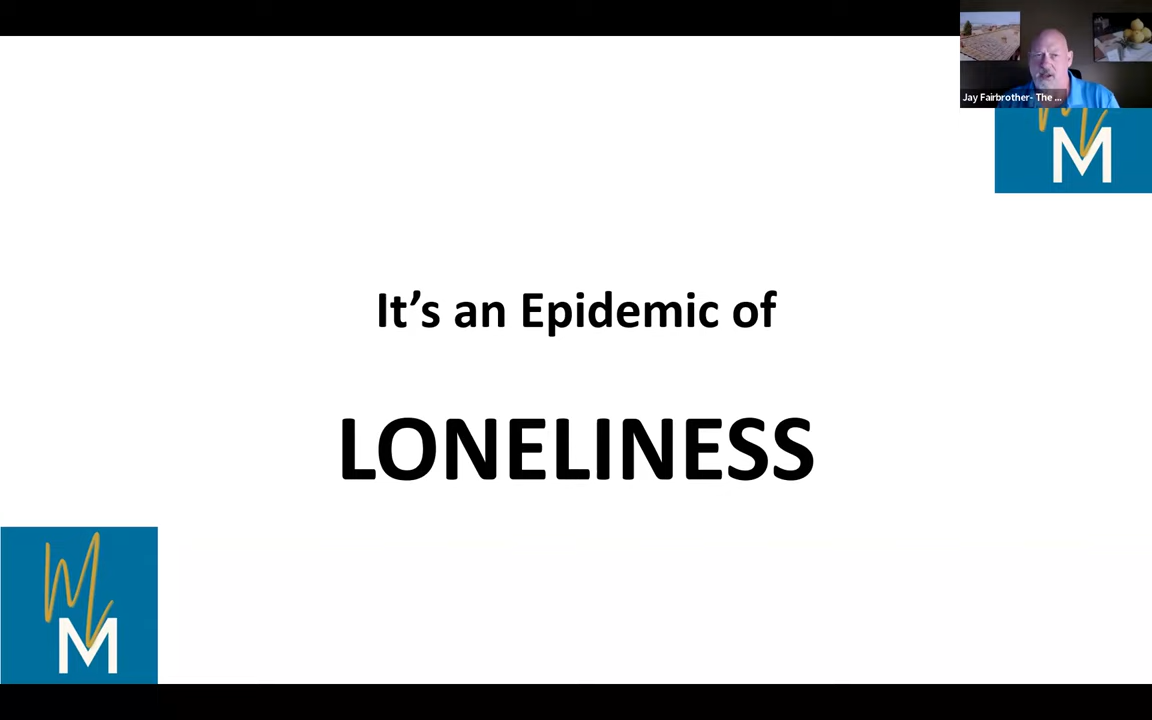 Jay Fairbrother- The ...
M
M
It’s an Epidemic of
LONELINESS
M
M